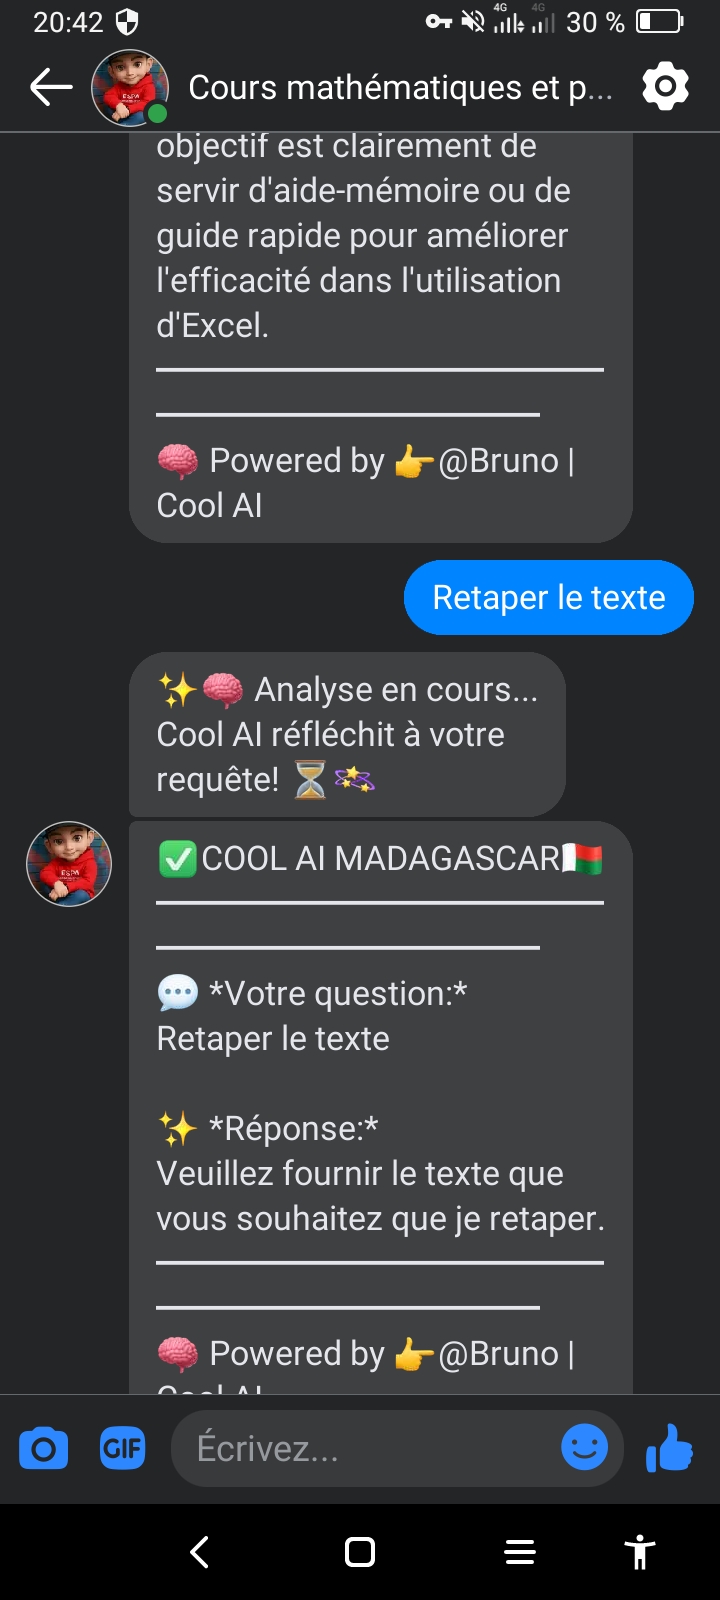 20:42 4G 4G 30 %
Cours mathématiques et p...
objectif est clairement de
servir d'aide-mémoire ou de
guide rapide pour améliorer
l'efficacité dans l'utilisation
d'Excel.
🧠 Powered by 👉@Bruno |
Cool AI
Retaper le texte
✨🧠 Analyse en cours...
Cool AI réfléchit à votre
requête! ⏳💫
✅COOL AI MADAGASCAR🇲🇬
💬 *Votre question:*
Retaper le texte
✨ *Réponse:*
Veuillez fournir le texte que
vous souhaitez que je retaper.
🧠 Powered by 👉@Bruno |
Cool AI
GIF Écrivez...